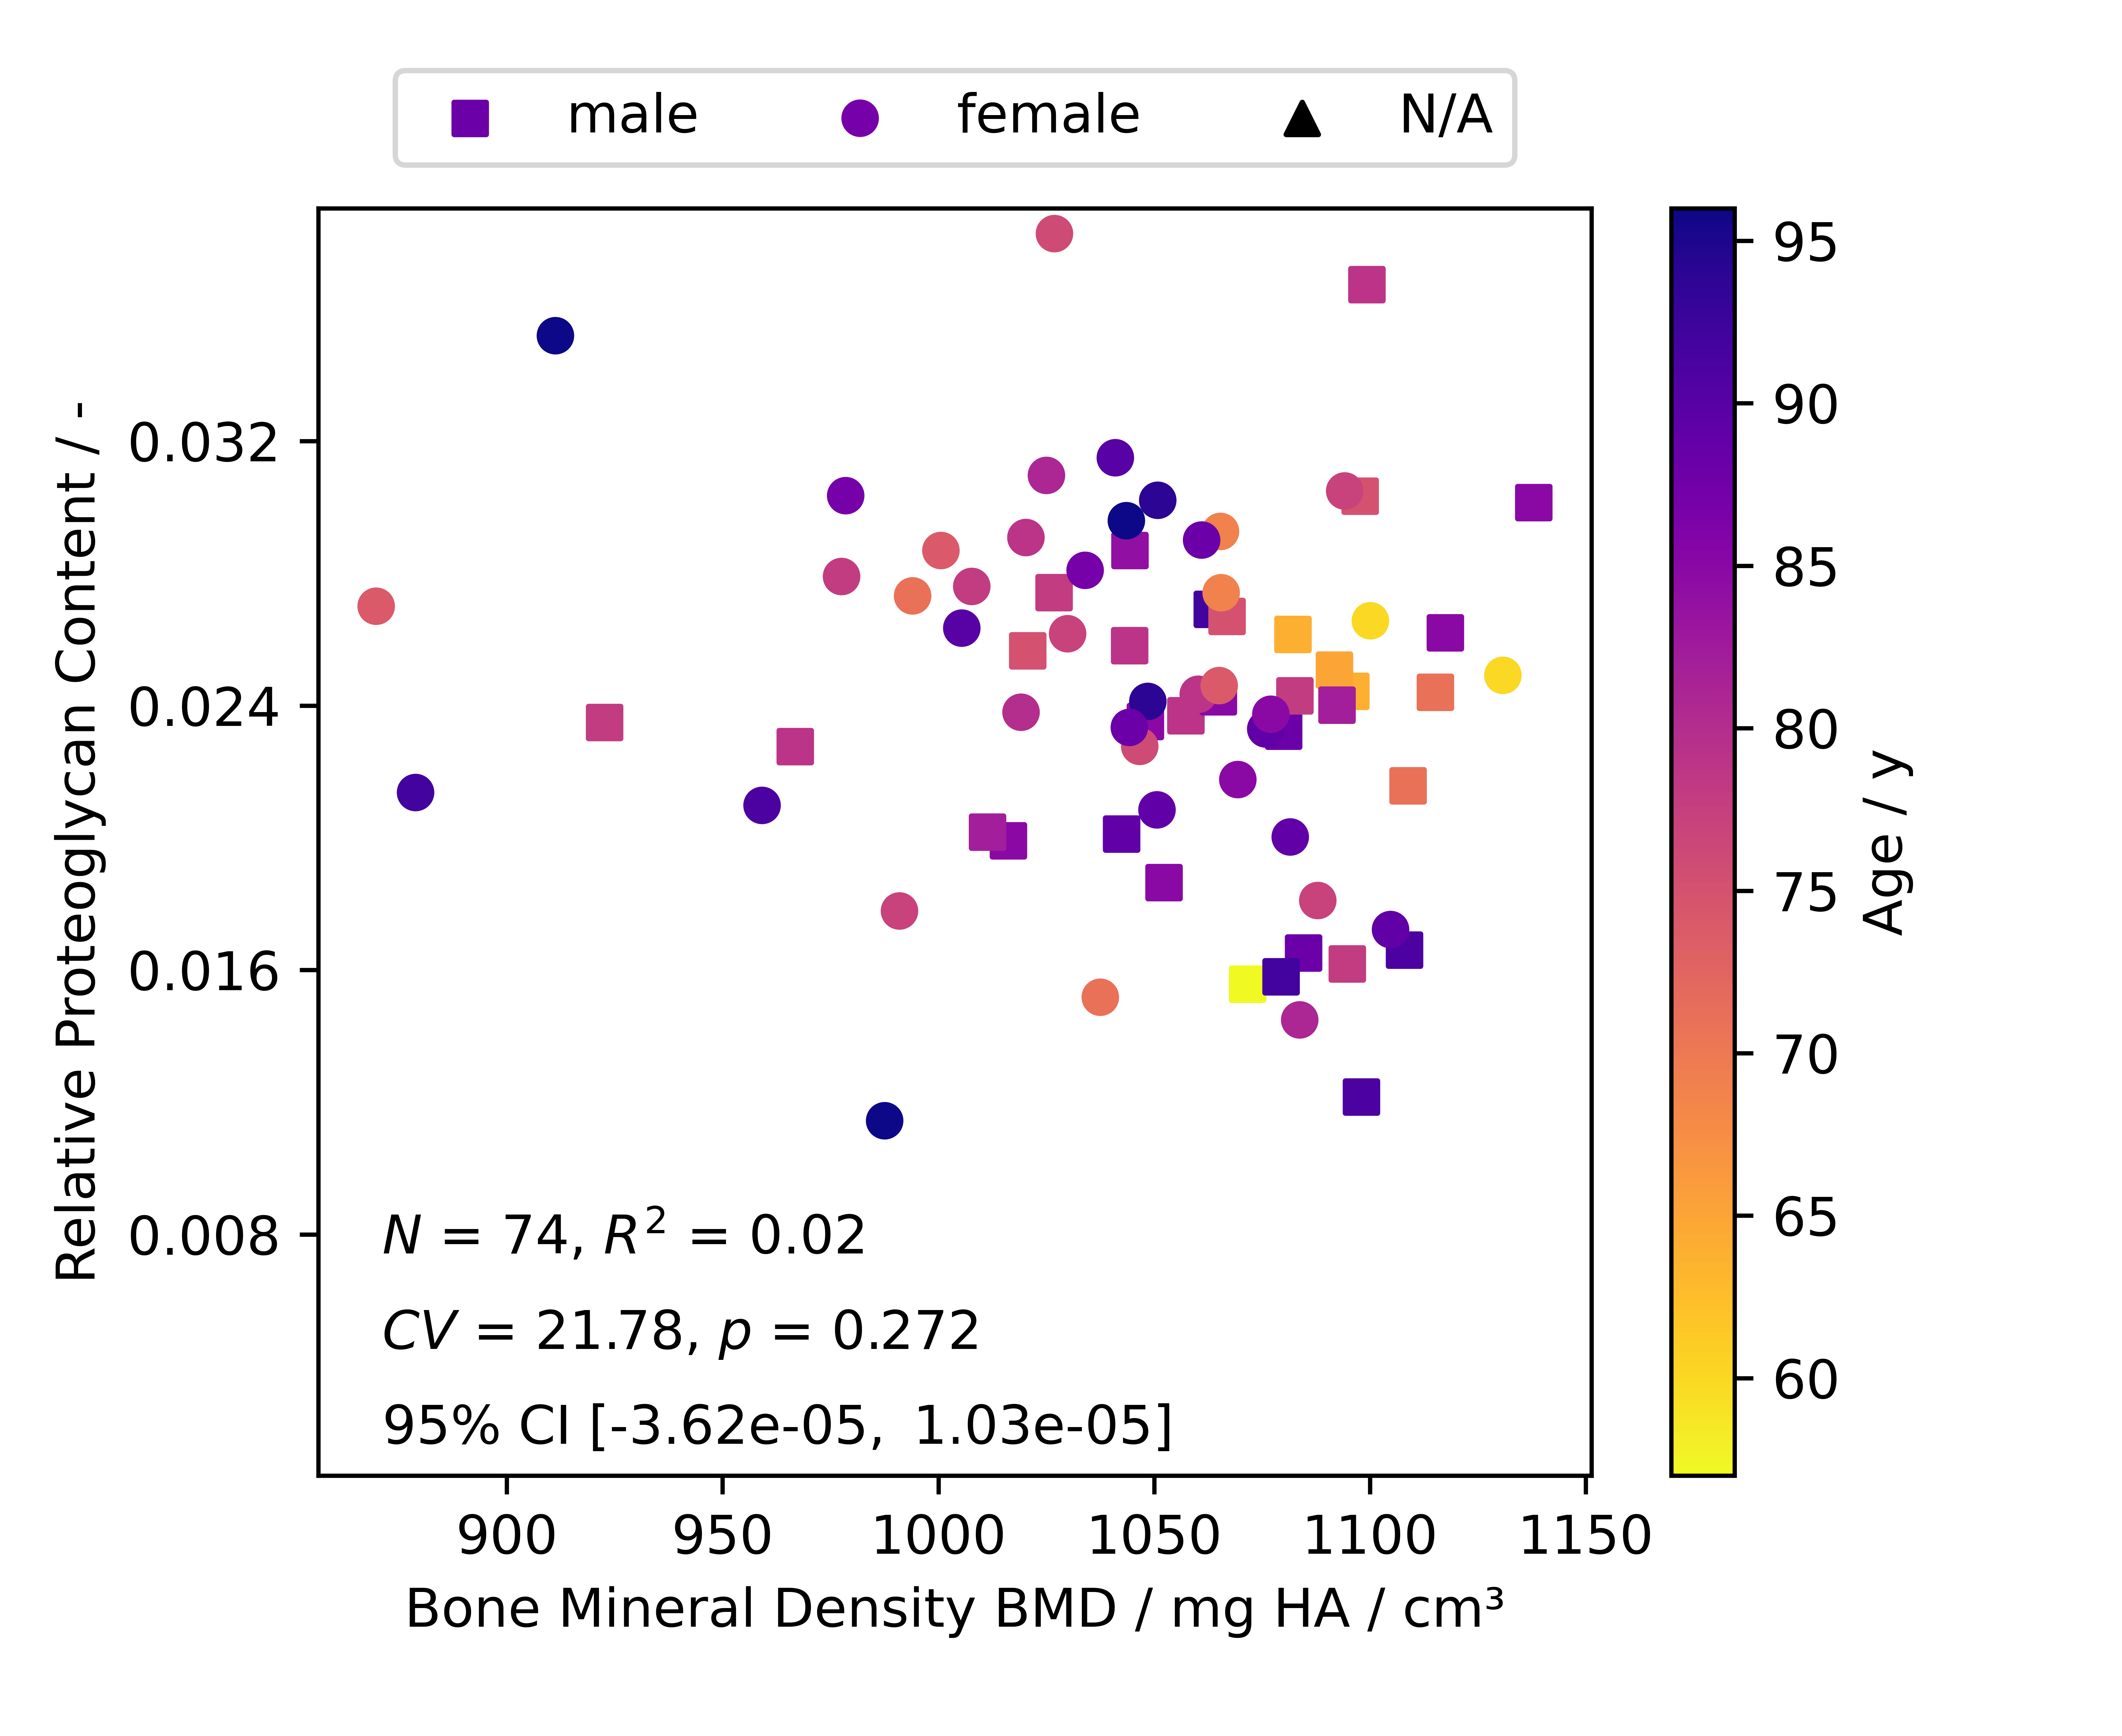 male female N/A
Relative Proteoglycan Content / -
0.032
0.024
0.016
0.008
N = 74, R² = 0.02
CV = 21.78, p = 0.272
95% CI [-3.62e-05, 1.03e-05]
900 950 1000 1050 1100 1150
Bone Mineral Density BMD / mg HA / cm³
95
90
85
80
75
70
65
60
Age / y